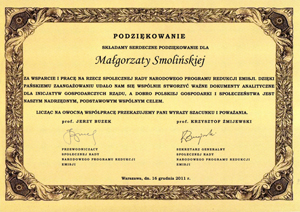 PODZIĘKOWANIE
SKŁADAMY SERDECZNE PODZIĘKOWANIE DLA
Małgorzaty Smolińskiej
ZA WSPARCIE I PRACĘ NA RZECZ SPOŁECZNEJ RADY NARODOWEGO PROGRAMU REDUKCJI EMISJI. DZIĘKI
PAŃSKIEMU ZAANGAŻOWANIU UDAŁO NAM SIĘ WSPÓLNIE STWORZYĆ WAŻNE DOKUMENTY ANALITYCZNE
DLA INICJATYW GOSPODARCZYCH RZĄDU, A DOBRO POLSKIEJ GOSPODARKI I SPOŁECZEŃSTWA JEST
NASZYM NADRZĘDNYM, PODSTAWOWYM WSPÓLNYM CELEM.
LICZĄC NA OWOCNĄ WSPÓŁPRACĘ PRZEKAZUJEMY PANI WYRAZY SZACUNKU I POWAŻANIA.
prof. JERZY BUZEK prof. KRZYSZTOF ŻMIJEWSKI
PRZEWODNICZĄCY SEKRETARZ GENERALNY
SPOŁECZNEJ RADY SPOŁECZNEJ RADY
NARODOWEGO PROGRAMU REDUKCJI NARODOWEGO PROGRAMU REDUKCJI
EMISJI EMISJI
Warszawa, dn. 16 grudnia 2011 r.